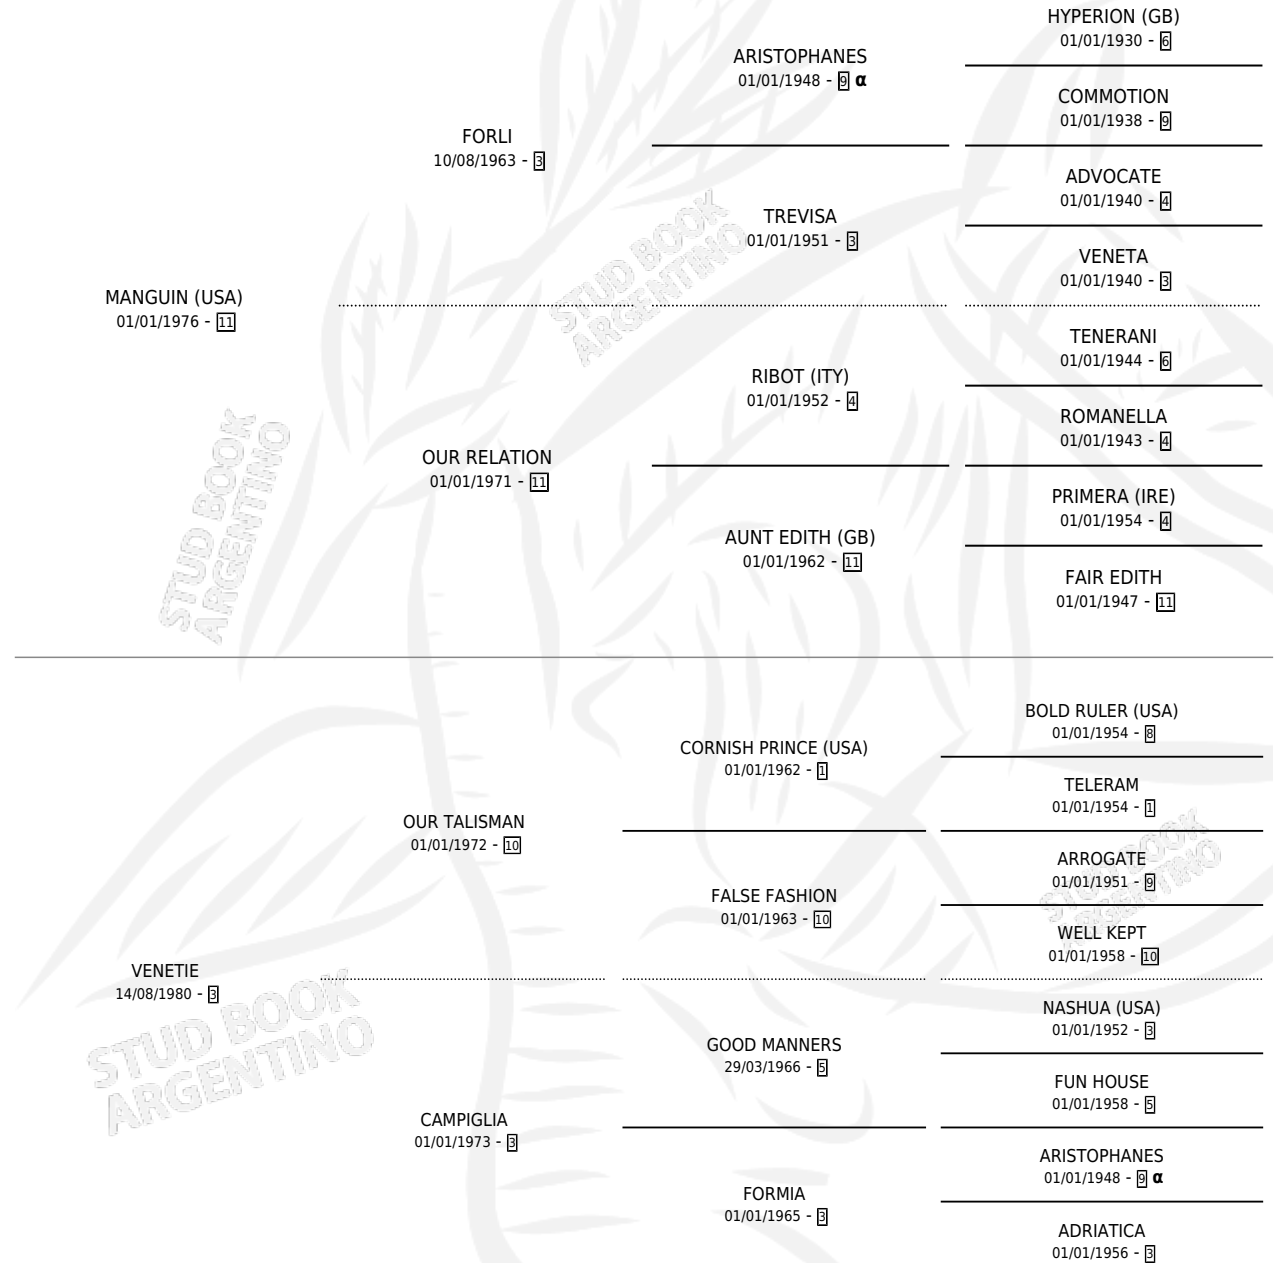 HYPERION (GB)
01/01/1930 - 6
ARISTOPHANES
01/01/1948 - 9 α
COMMOTION
01/01/1938 - 9
FORLI
10/08/1963 - 3
ADVOCATE
01/01/1940 - 4
TREVISA
01/01/1951 - 3
VENETA
01/01/1940 - 3
MANGUIN (USA)
01/01/1976 - 11
TENERANI
01/01/1944 - 6
RIBOT (ITY)
01/01/1952 - 4
ROMANELLA
01/01/1943 - 4
OUR RELATION
01/01/1971 - 11
PRIMERA (IRE)
01/01/1954 - 4
AUNT EDITH (GB)
01/01/1962 - 11
FAIR EDITH
01/01/1947 - 11
BOLD RULER (USA)
01/01/1954 - 8
CORNISH PRINCE (USA)
01/01/1962 - 1
TELERAM
01/01/1954 - 1
OUR TALISMAN
01/01/1972 - 10
ARROGATE
01/01/1951 - 9
FALSE FASHION
01/01/1963 - 10
WELL KEPT
01/01/1958 - 10
VENETIE
14/08/1980 - 3
NASHUA (USA)
01/01/1952 - 3
GOOD MANNERS
29/03/1966 - 5
FUN HOUSE
01/01/1958 - 5
CAMPIGLIA
01/01/1973 - 3
ARISTOPHANES
01/01/1948 - 9 α
FORMIA
01/01/1965 - 3
ADRIATICA
01/01/1956 - 3
STUD BOOK
ARGENTINO
STUD BOOK
ARGENTINO
STUD BOOK
ARGENTINO
STUD BOOK
ARGENTINO